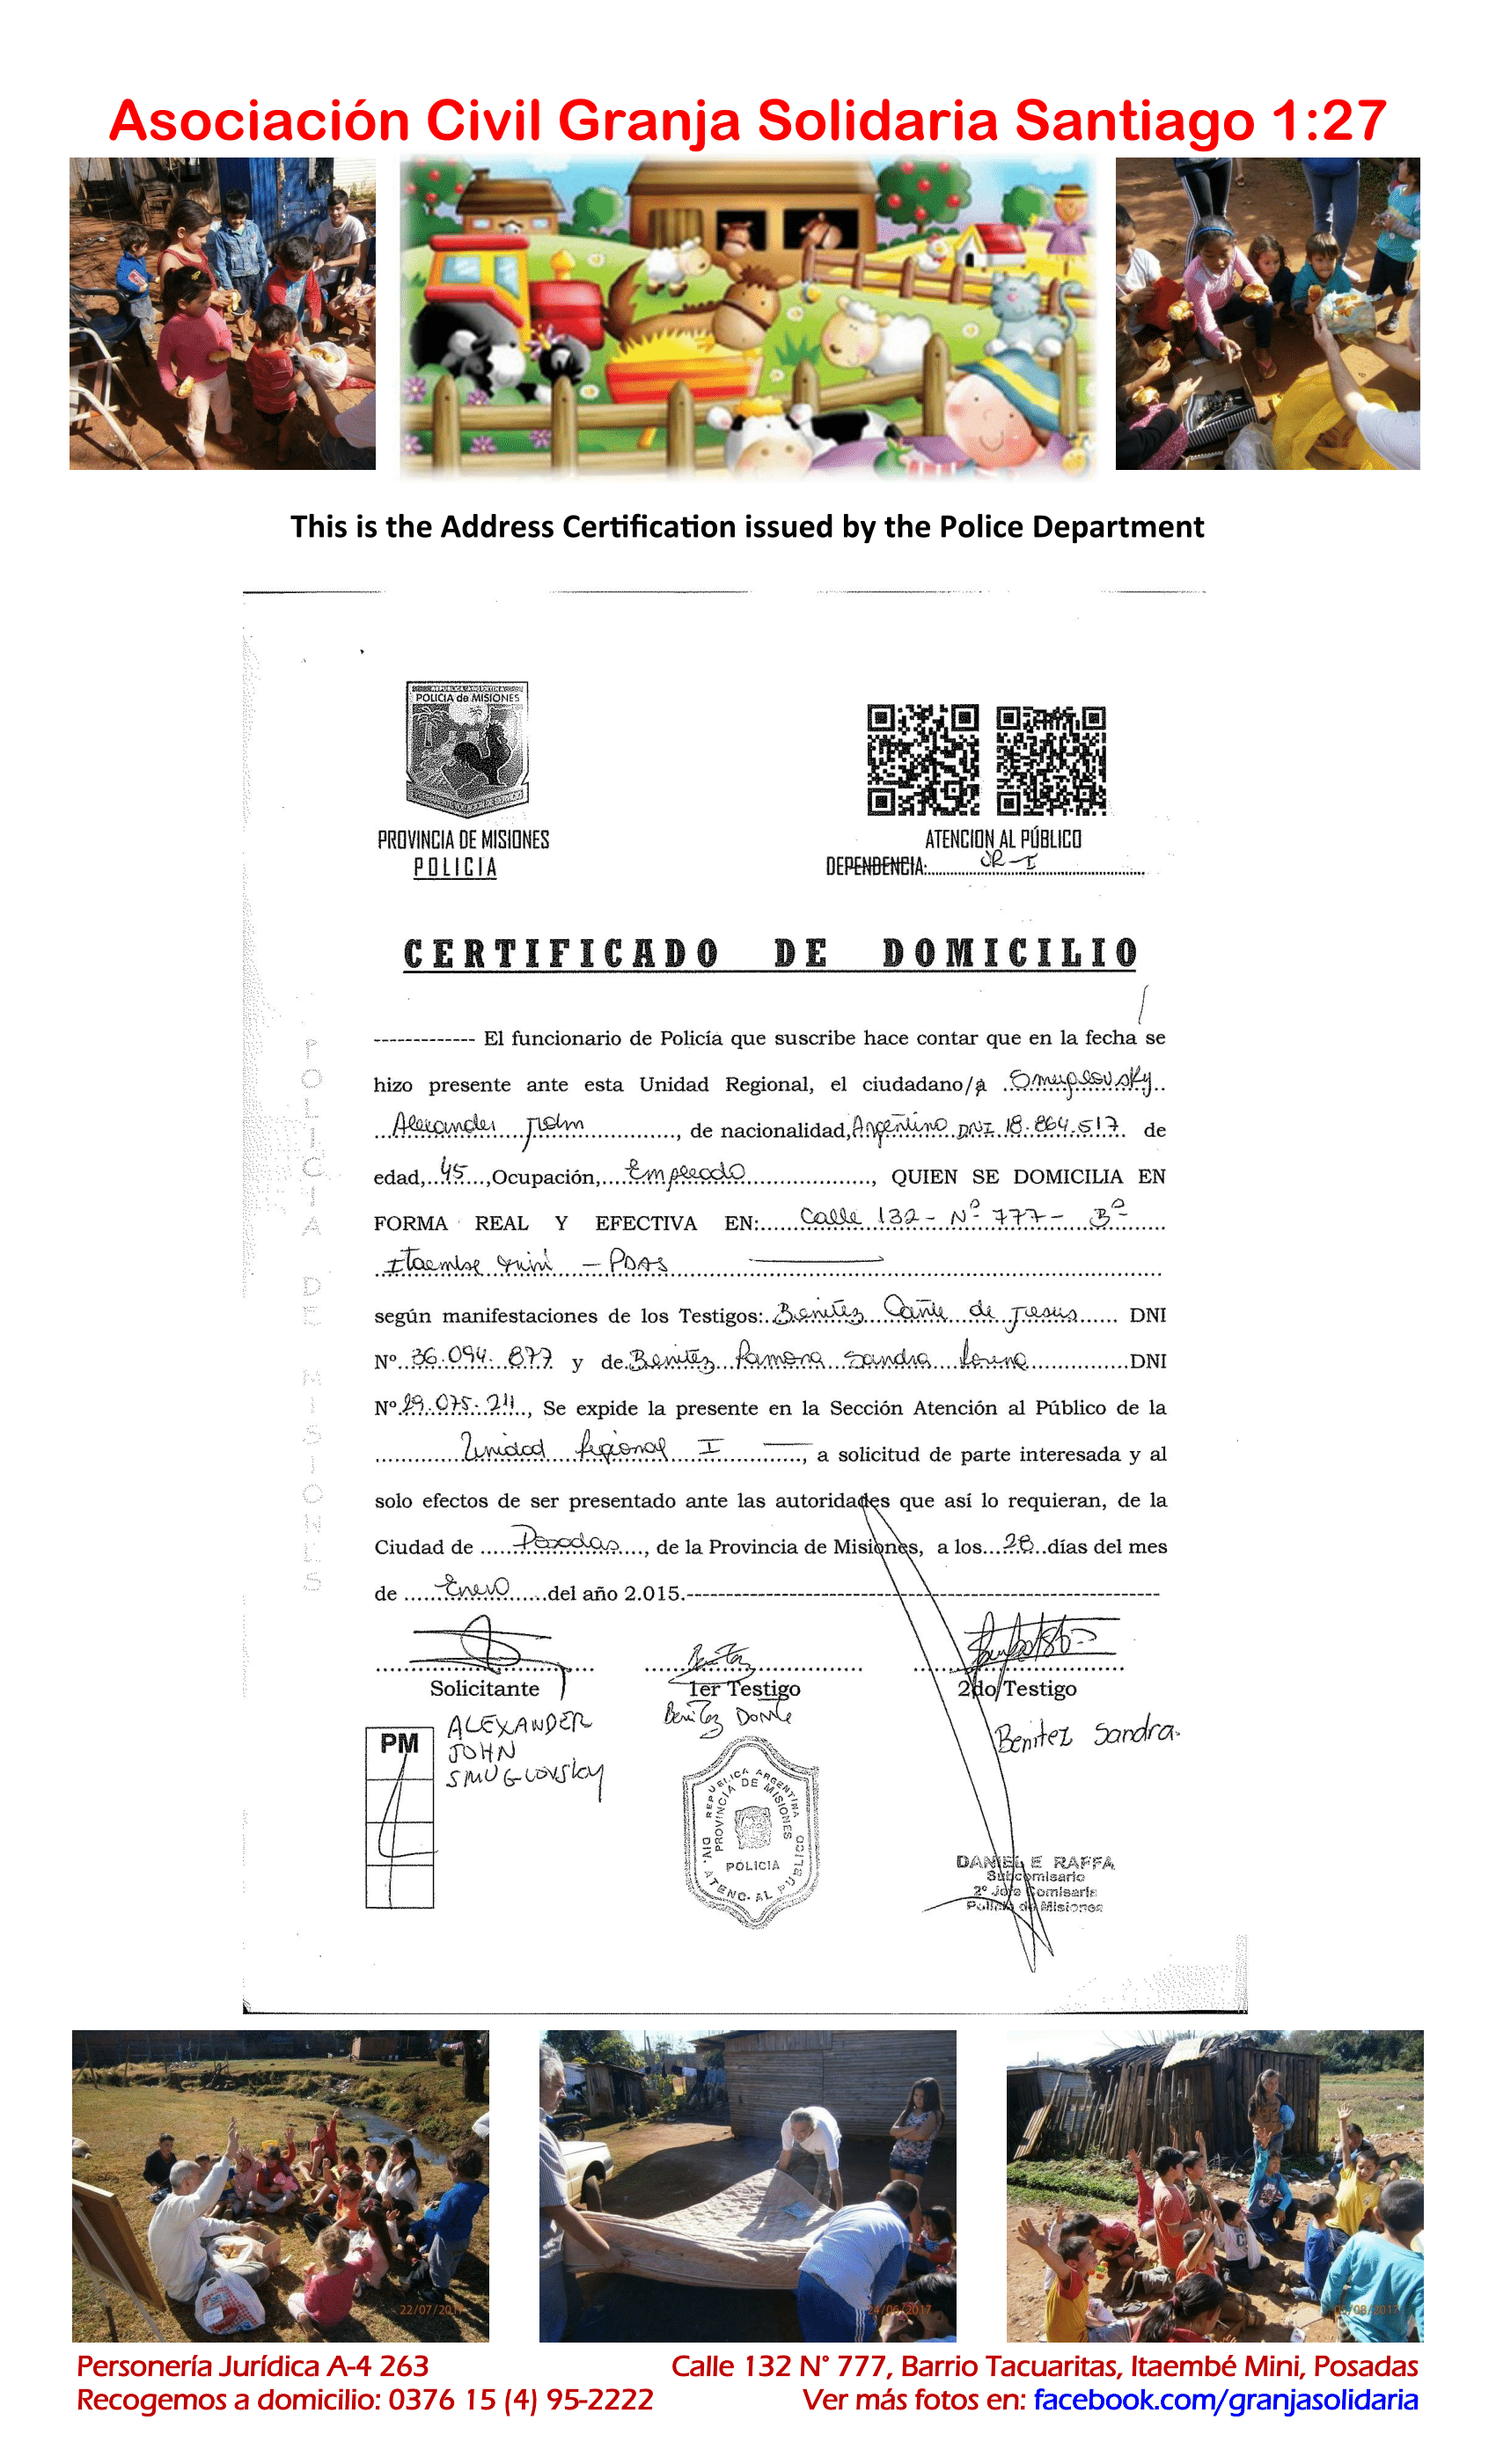 Asociación Civil Granja Solidaria Santiago 1:27
This is the Address Certification issued by the Police Department
REPUBLICA ARGENTINA
POLICIA de MISIONES
PROVINCIA DE MISIONES
POLICIA
ATENCION AL PÚBLICO
DEPENDENCIA: UR-I
CERTIFICADO DE DOMICILIO
------------- El funcionario de Policía que suscribe hace contar que en la fecha se
hizo presente ante esta Unidad Regional, el ciudadano/a Smuglovsky
Alexander John, de nacionalidad, Argentino DNI 18.864.517 de
edad, 45, Ocupación, Empleado, QUIEN SE DOMICILIA EN
FORMA REAL Y EFECTIVA EN: Calle 132 - Nº 777 - Bº
Itaembe mini - PDAS
según manifestaciones de los Testigos: Benitez de Jesus DNI
Nº 36.094.877 y de Benitez Ramona Sandra Lorena DNI
Nº 29.075.211, Se expide la presente en la Sección Atención al Público de la
Unidad Regional I, a solicitud de parte interesada y al
solo efectos de ser presentado ante las autoridades que así lo requieran, de la
Ciudad de Posadas, de la Provincia de Misiones, a los 28 días del mes
de Enero del año 2.015.
POLICIA DE MISIONES
Solicitante
1er Testigo
2do Testigo
ALEXANDER
JOHN
SMUGLOVSKY
Benitez
Benitez Sandra.
PM
REPUBLICA ARGENTINA
PROVINCIA DE MISIONES
POLICIA
DIV. ATENC. AL PUBLICO
DANIEL E RAFFA
Subcomisario
2º Jefe Comisaría
Policía de Misiones
22/07/2017
24/06/2017
05/08/2017
Personería Jurídica A-4 263
Calle 132 N° 777, Barrio Tacuaritas, Itaembé Mini, Posadas
Recogemos a domicilio: 0376 15 (4) 95-2222
Ver más fotos en: facebook.com/granjasolidaria